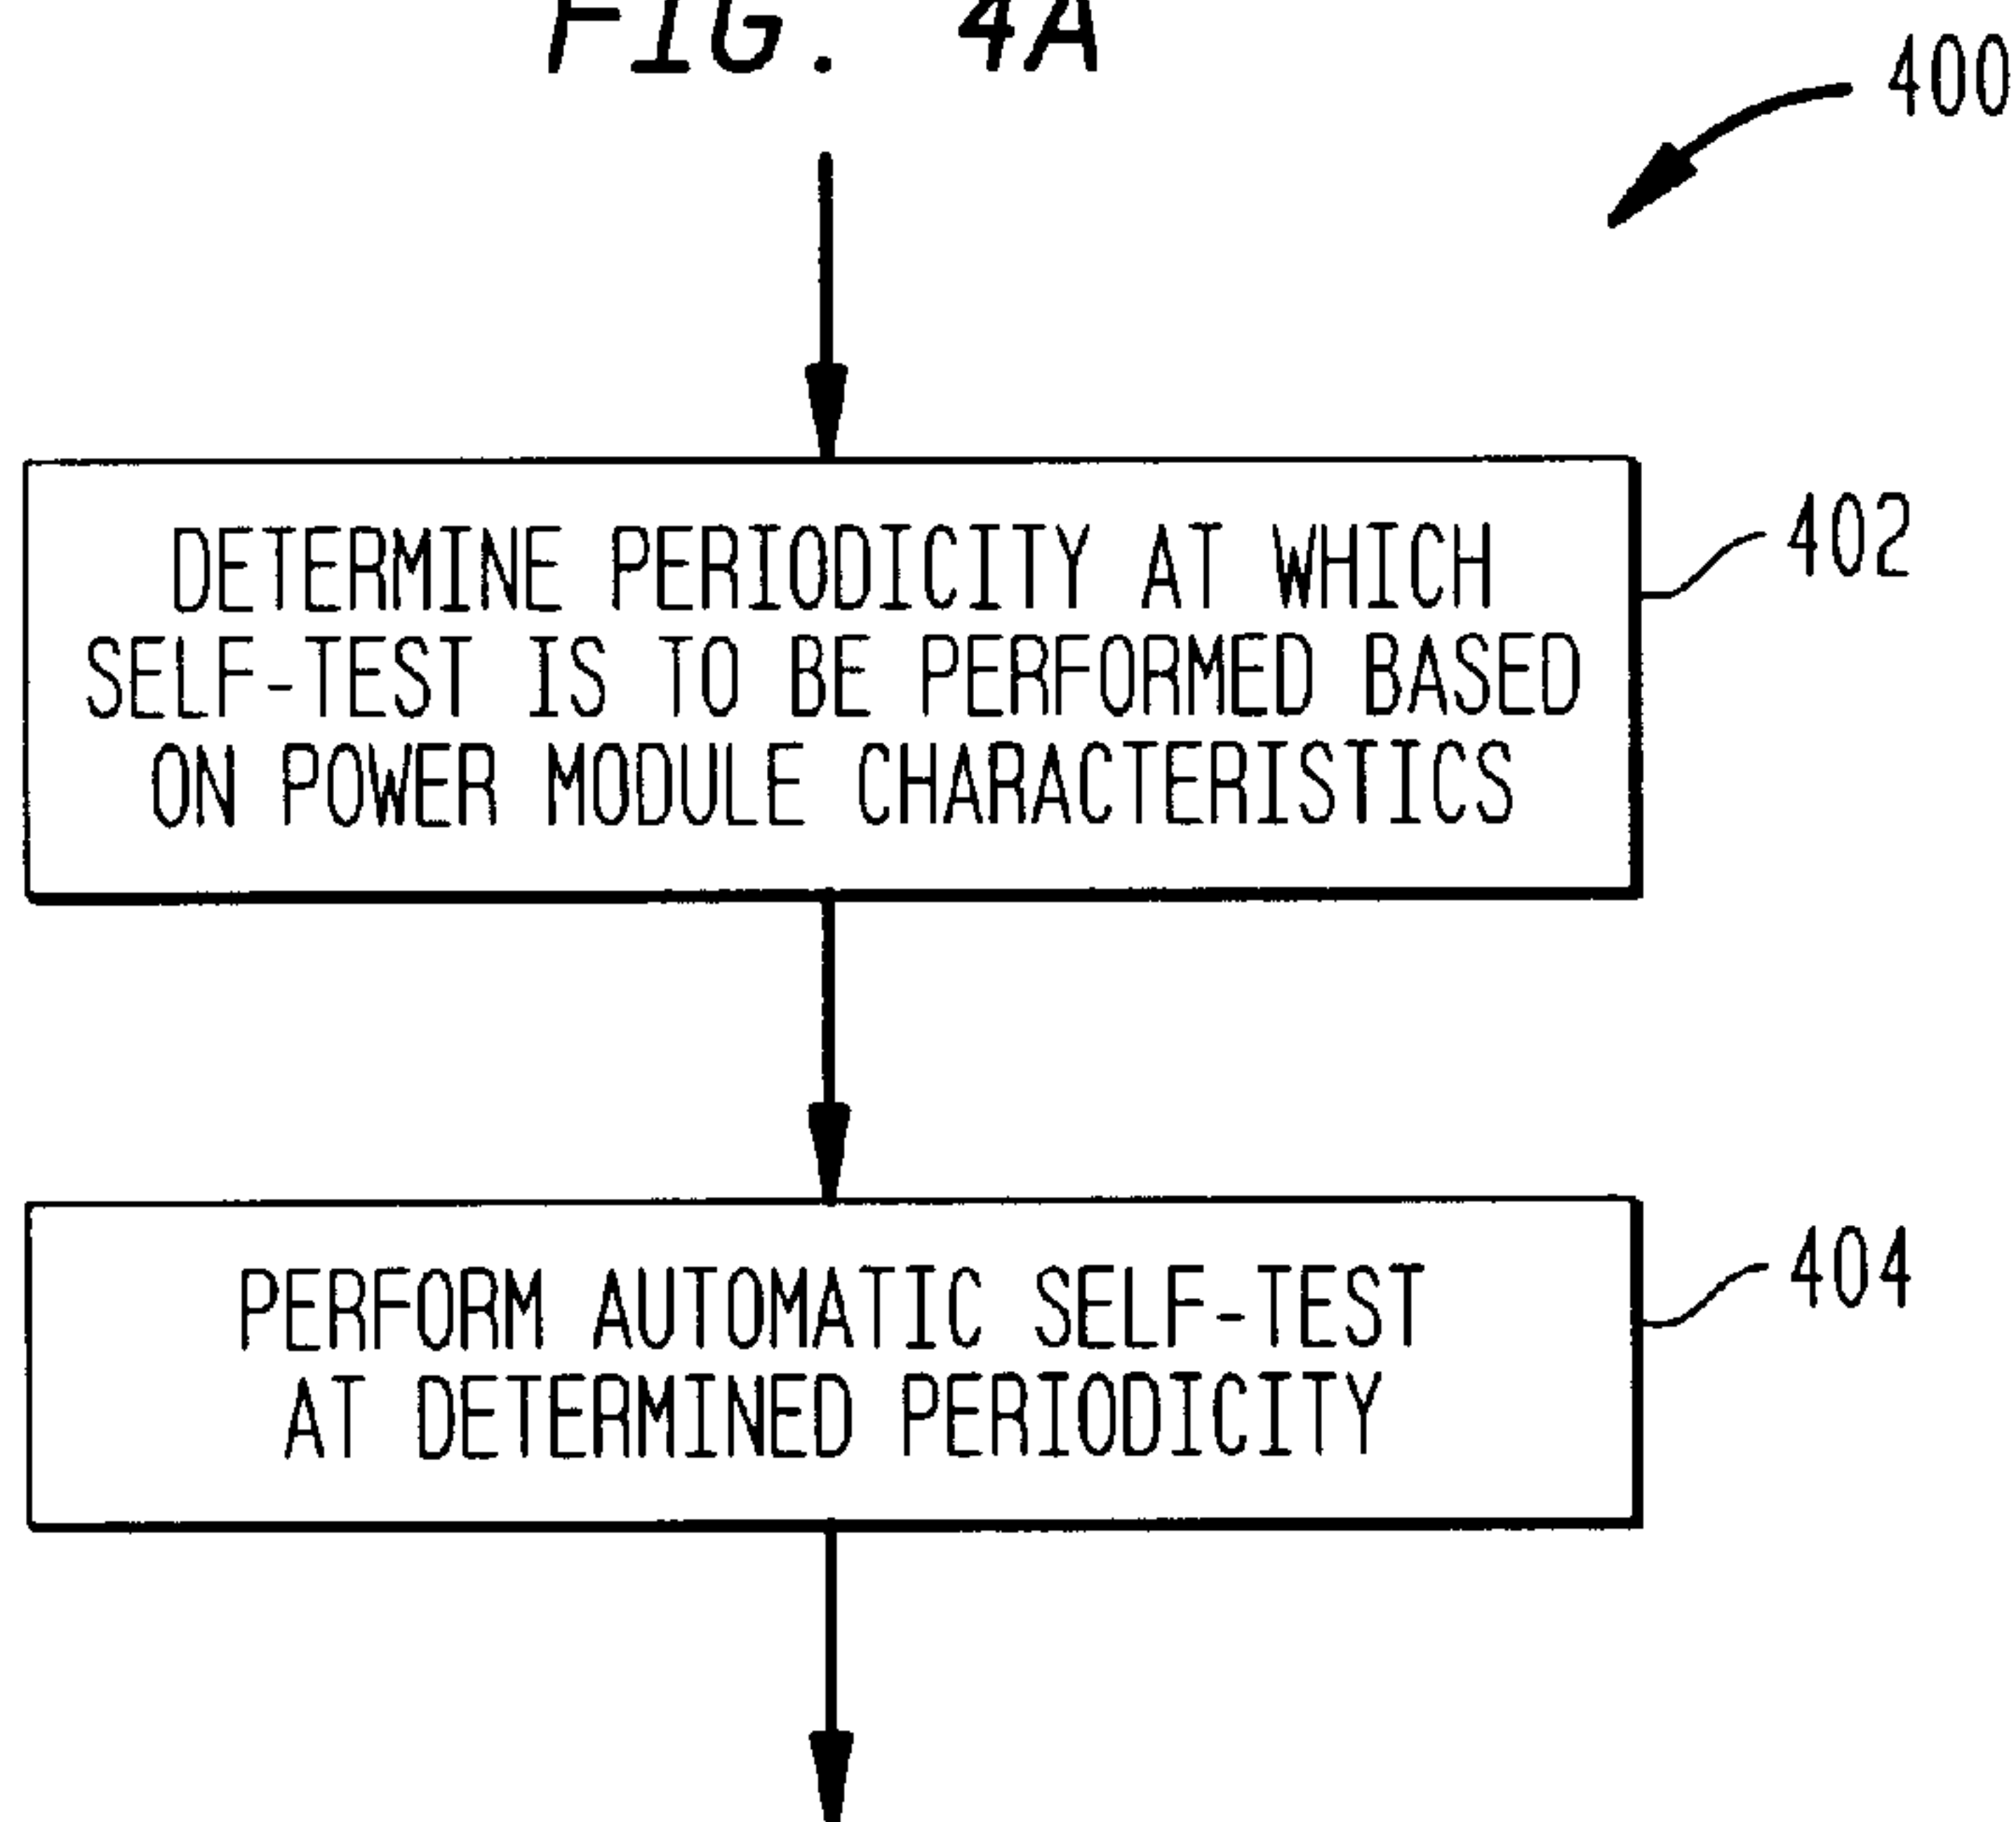 FIG. 4A
400
DETERMINE PERIODICITY AT WHICH
SELF-TEST IS TO BE PERFORMED BASED
ON POWER MODULE CHARACTERISTICS
402
PERFORM AUTOMATIC SELF-TEST
AT DETERMINED PERIODICITY
404